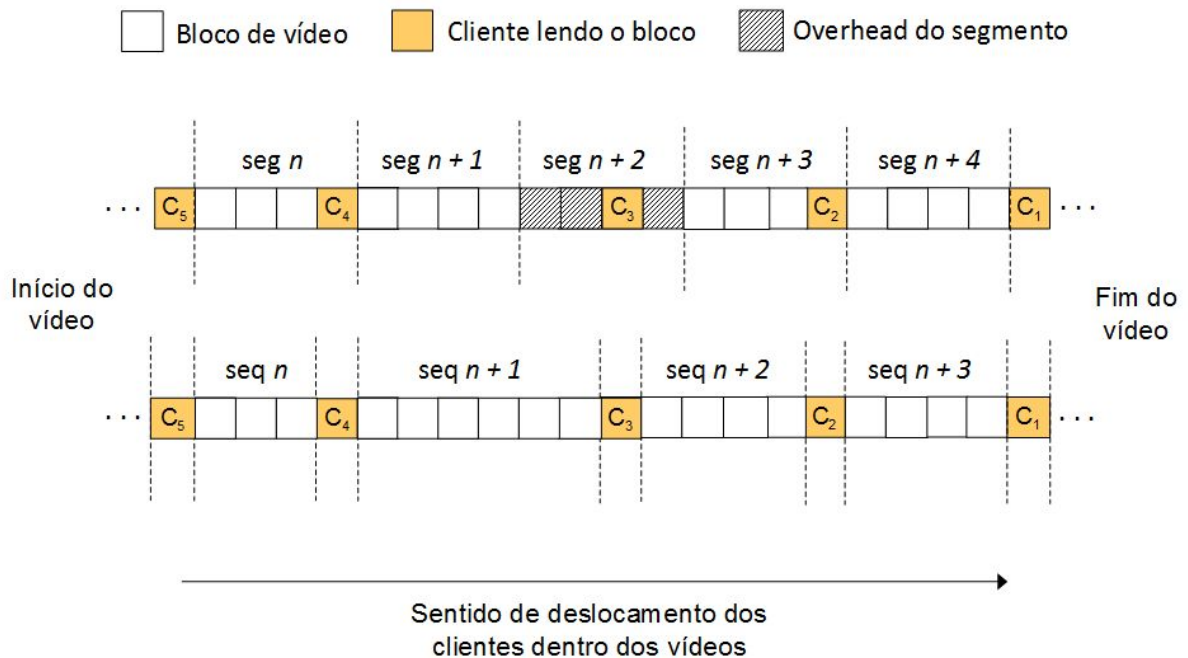 Bloco de vídeo Cliente lendo o bloco Overhead do segmento
seg n seg n + 1 seg n + 2 seg n + 3 seg n + 4
... C5 C4 C3 C2 C1 ...
Início do
vídeo
Fim do
vídeo
seq n seq n + 1 seq n + 2 seq n + 3
... C5 C4 C3 C2 C1 ...
Sentido de deslocamento dos
clientes dentro dos vídeos